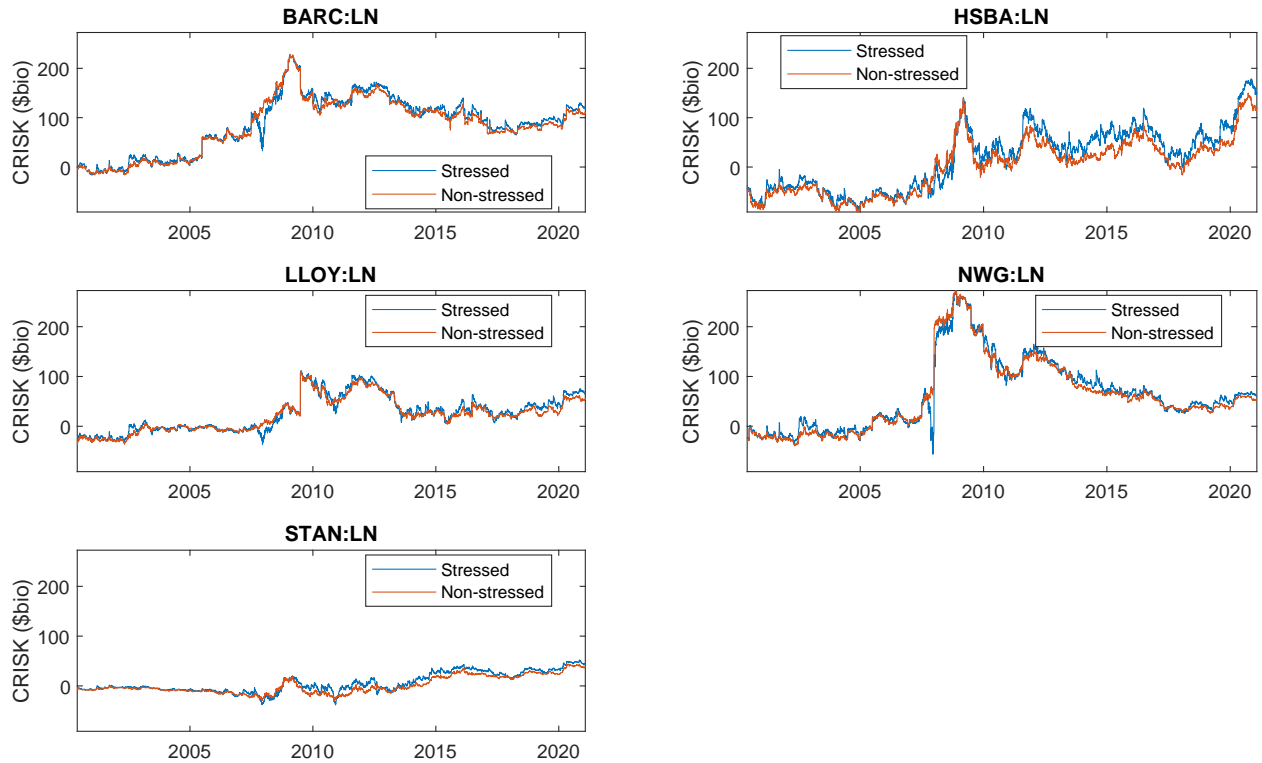 BARC:LN
CRISK ($bio)
200
100
0
Stressed
Non-stressed
2005
2010
2015
2020
HSBA:LN
CRISK ($bio)
200
100
0
Stressed
Non-stressed
2005
2010
2015
2020
LLOY:LN
CRISK ($bio)
200
100
0
Stressed
Non-stressed
2005
2010
2015
2020
NWG:LN
CRISK ($bio)
200
100
0
Stressed
Non-stressed
2005
2010
2015
2020
STAN:LN
CRISK ($bio)
200
100
0
Stressed
Non-stressed
2005
2010
2015
2020